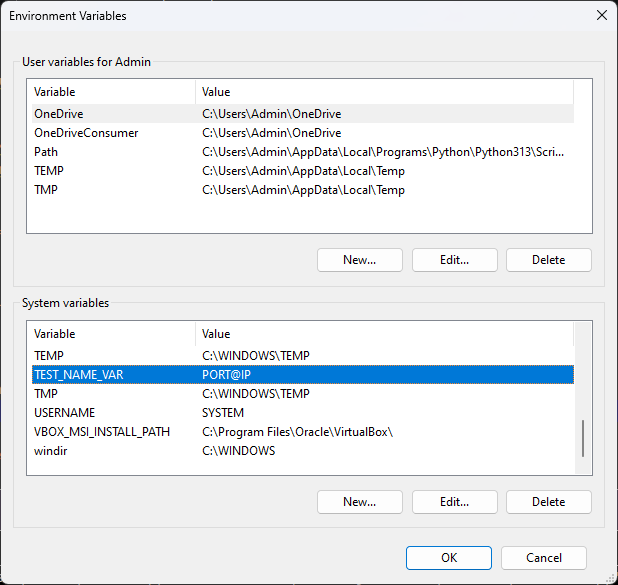 Environment Variables
User variables for Admin
Variable Value
OneDrive C:\Users\Admin\OneDrive
OneDriveConsumer C:\Users\Admin\OneDrive
Path C:\Users\Admin\AppData\Local\Programs\Python\Python313\Scri...
TEMP C:\Users\Admin\AppData\Local\Temp
TMP C:\Users\Admin\AppData\Local\Temp
New... Edit... Delete
System variables
Variable Value
TEMP C:\WINDOWS\TEMP
TEST_NAME_VAR PORT@IP
TMP C:\WINDOWS\TEMP
USERNAME SYSTEM
VBOX_MSI_INSTALL_PATH C:\Program Files\Oracle\VirtualBox\
windir C:\WINDOWS
New... Edit... Delete
OK Cancel